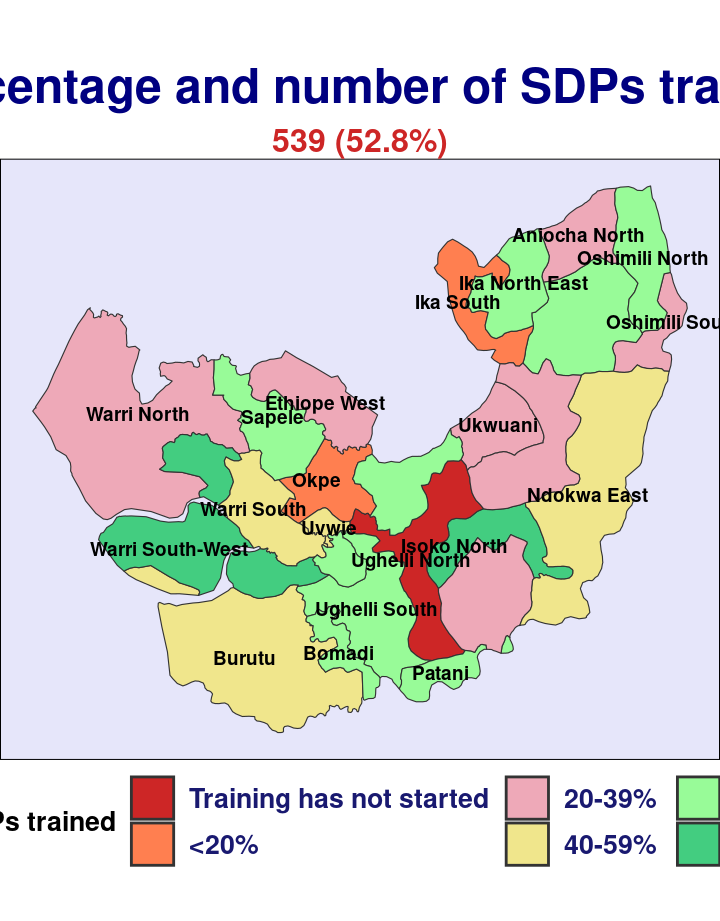 centage and number of SDPs tra
539 (52.8%)
Aniocha North
Oshimili North
Ika North East
Ika South
Oshimili Sou
Ethiope West
Warri North
Sapele
Ukwuani
Okpe
Ndokwa East
Warri South
Uvwie
Isoko North
Warri South-West
Ughelli North
Ughelli South
Bomadi
Burutu
Patani
Training has not started
20-39%
Ps trained
<20%
40-59%